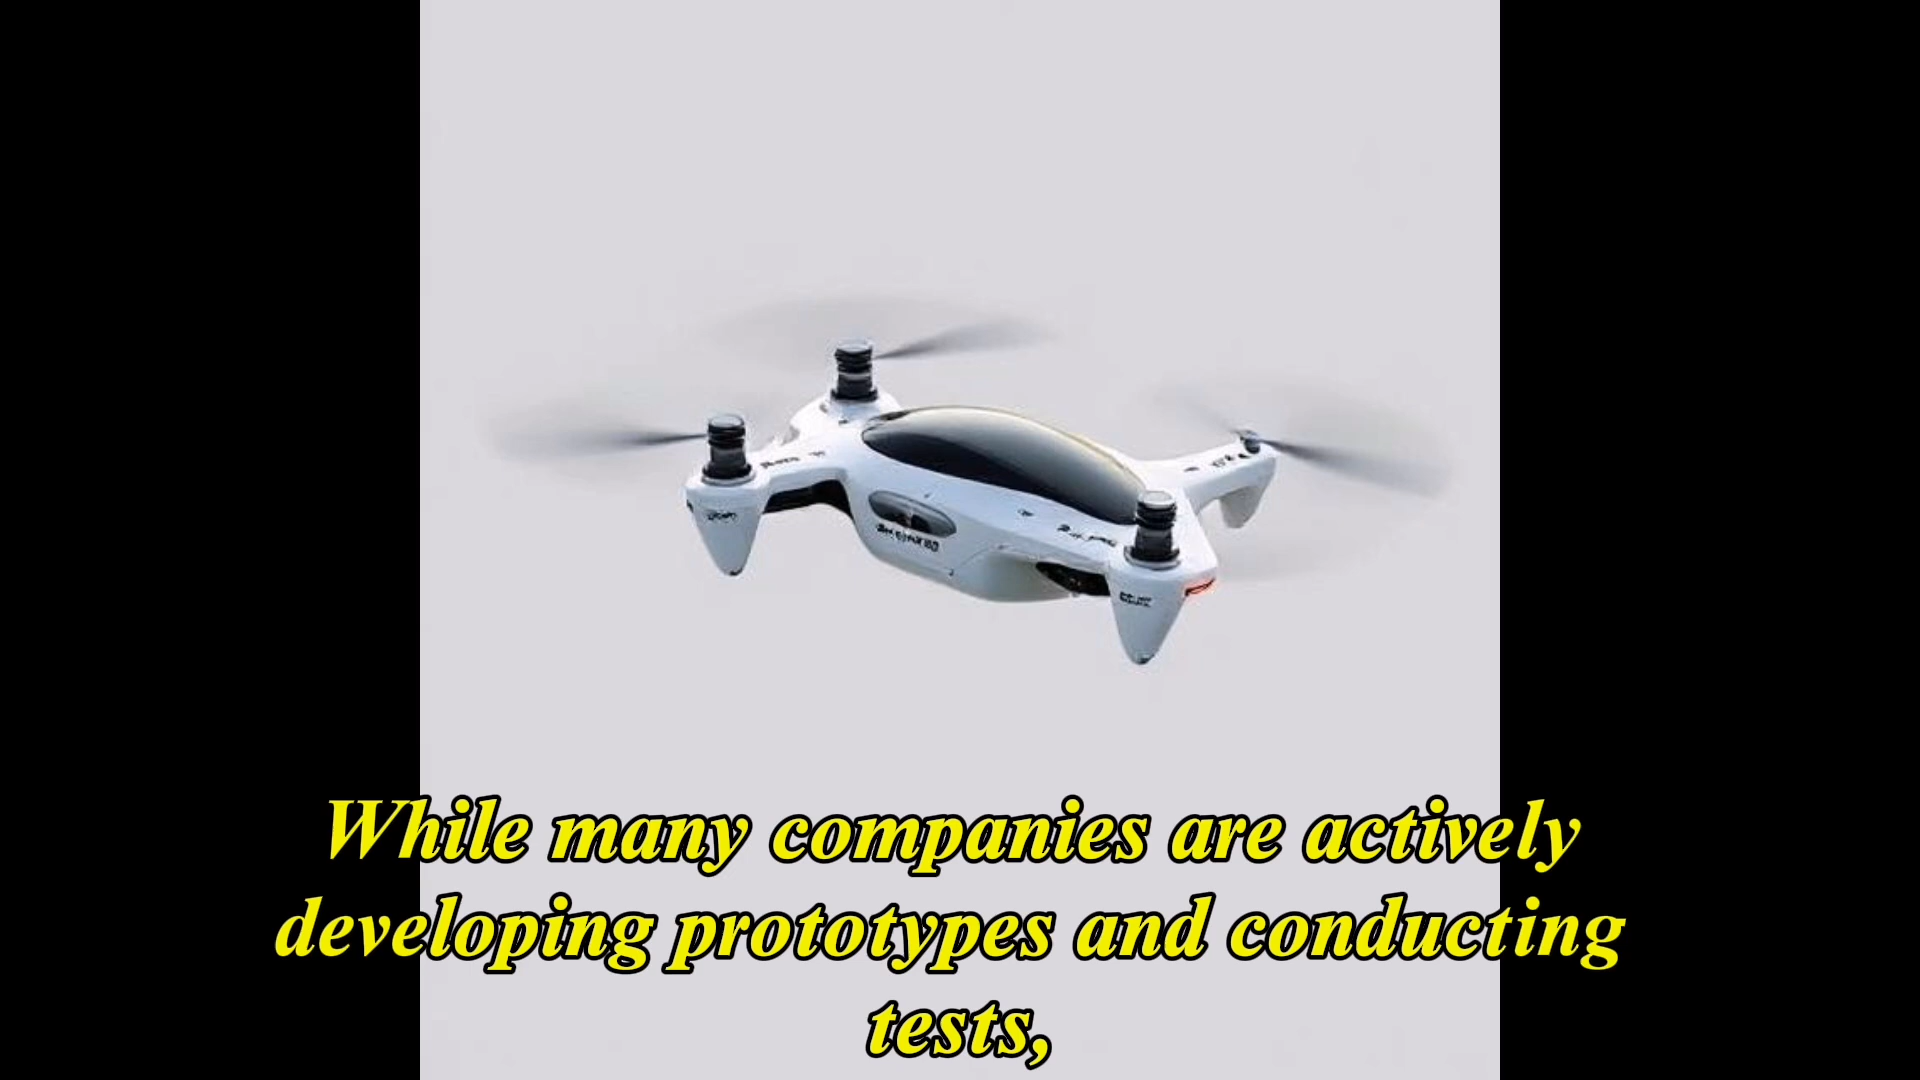 While many companies are actively
developing prototypes and conducting
tests,